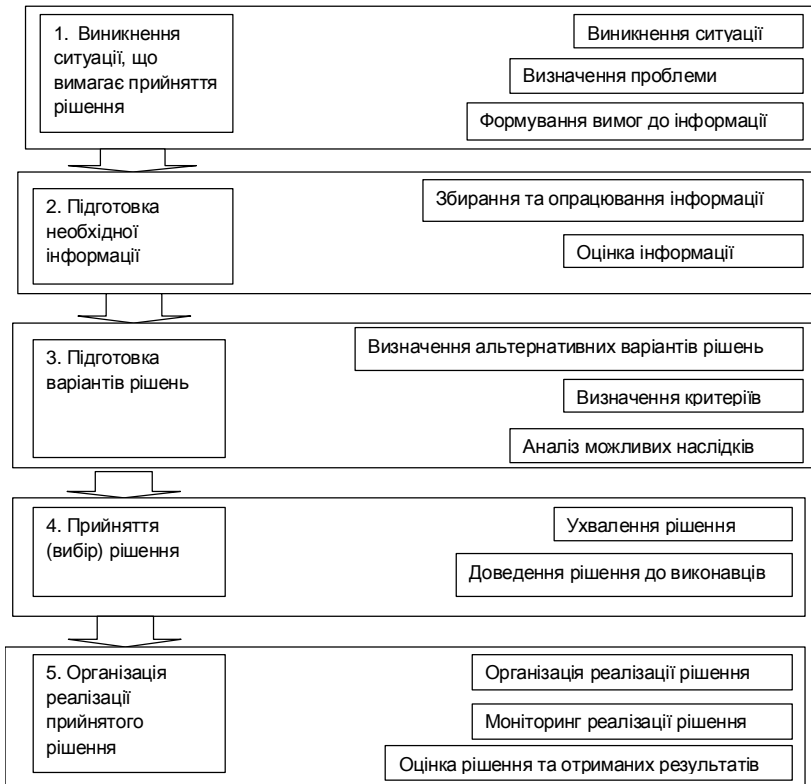 1. Виникнення
ситуації, що
вимагає прийняття
рішення
Виникнення ситуації
Визначення проблеми
Формування вимог до інформації
2. Підготовка
необхідної
інформації
Збирання та опрацювання інформації
Оцінка інформації
3. Підготовка
варіантів рішень
Визначення альтернативних варіантів рішень
Визначення критеріїв
Аналіз можливих наслідків
4. Прийняття
(вибір) рішення
Ухвалення рішення
Доведення рішення до виконавців
5. Організація
реалізації
прийнятого
рішення
Організація реалізації рішення
Моніторинг реалізації рішення
Оцінка рішення та отриманих результатів